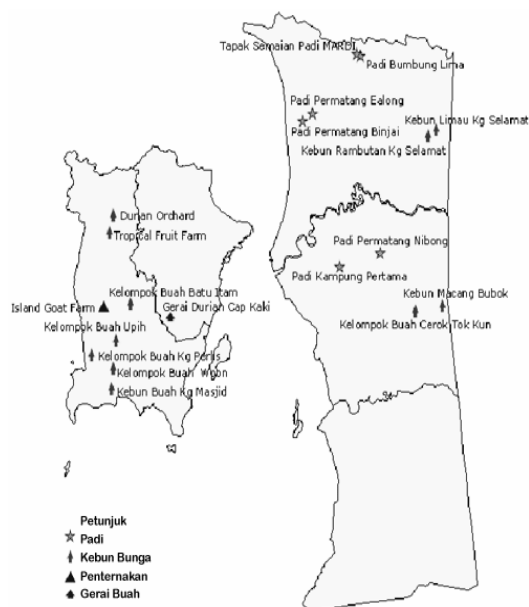 Tapak Semaian Padi MARDI
Padi Bumbung Lima
Padi Permatang Ealong
Kebun Limau Kg Selamat
Padi Permatang Binjai
Kebun Rambutan Kg Selamat
Durian Orchard
Tropical Fruit Farm
Padi Permatang Nibong
Padi Kampung Pertama
Kelompok Buah Batu Itam
Island Goat Farm
Gerai Durian Cap Kaki
Kebun Macang Bubok
Kelompok Buah Cerok Tok Kun
Kelompok Buah Upih
Kelompok Buah Kg Perlis
Kelompok Buah
Kebun Buah Kg Masjid
Petunjuk
Padi
Kebun Bunga
Penternakan
Gerai Buah